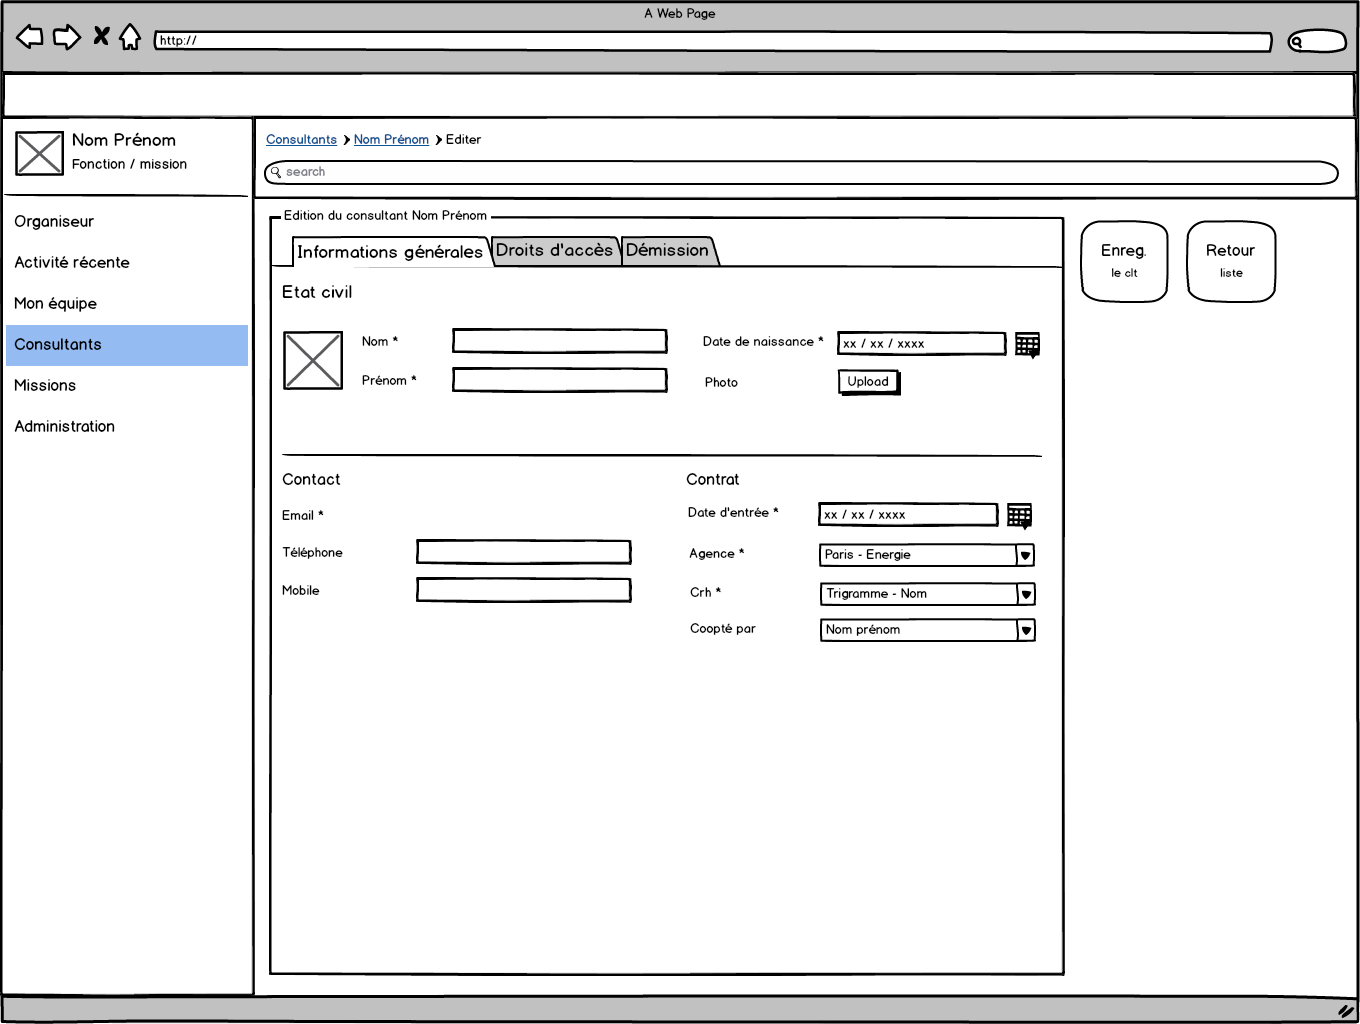 A Web Page
http://
Nom Prénom
Fonction / mission
Organiseur
Activité récente
Mon équipe
Consultants
Missions
Administration
Consultants Nom Prénom Editer
search
Edition du consultant Nom Prénom
Informations générales Droits d'accès Démission
Etat civil
Nom *
Prénom *
Date de naissance * xx / xx / xxxx
Photo Upload
Contact
Email *
Téléphone
Mobile
Contrat
Date d'entrée * xx / xx / xxxx
Agence * Paris - Energie
Crh * Trigramme - Nom
Coopté par Nom prénom
Enreg.
le clt
Retour
liste